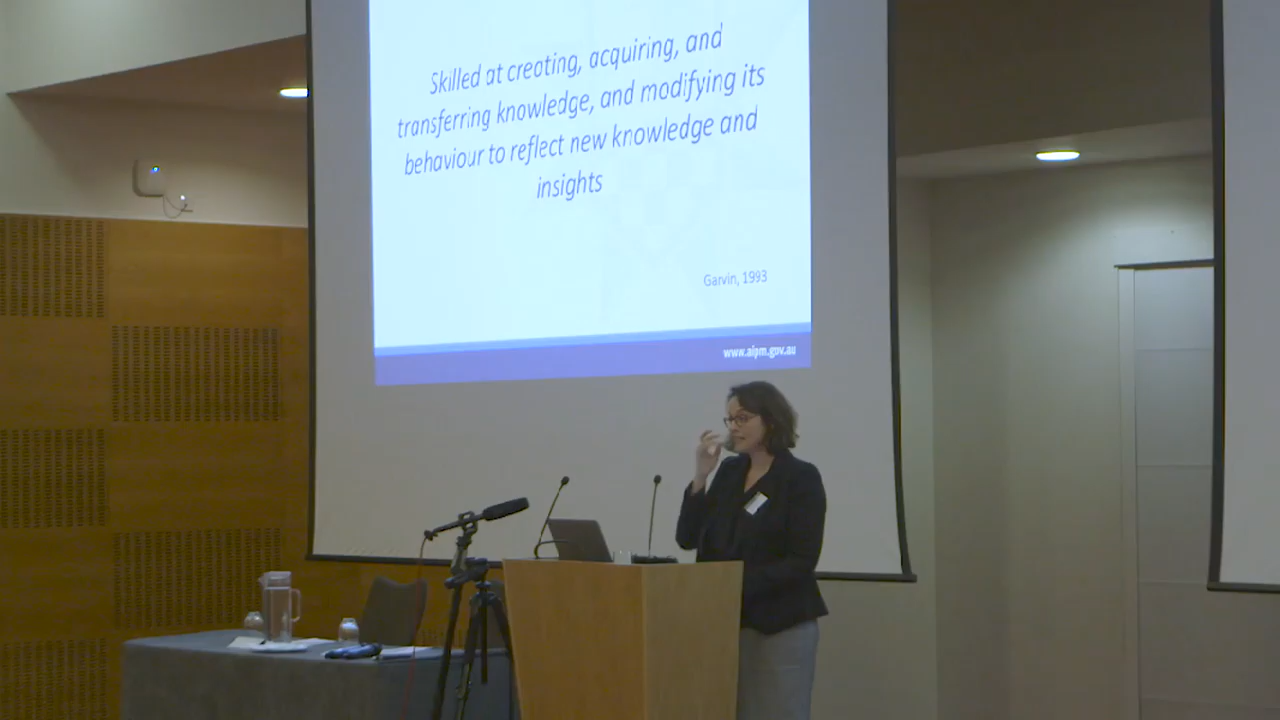 Skilled at creating, acquiring, and
transferring knowledge, and modifying its
behaviour to reflect new knowledge and
insights
Garvin, 1993
www.aipm.gov.au